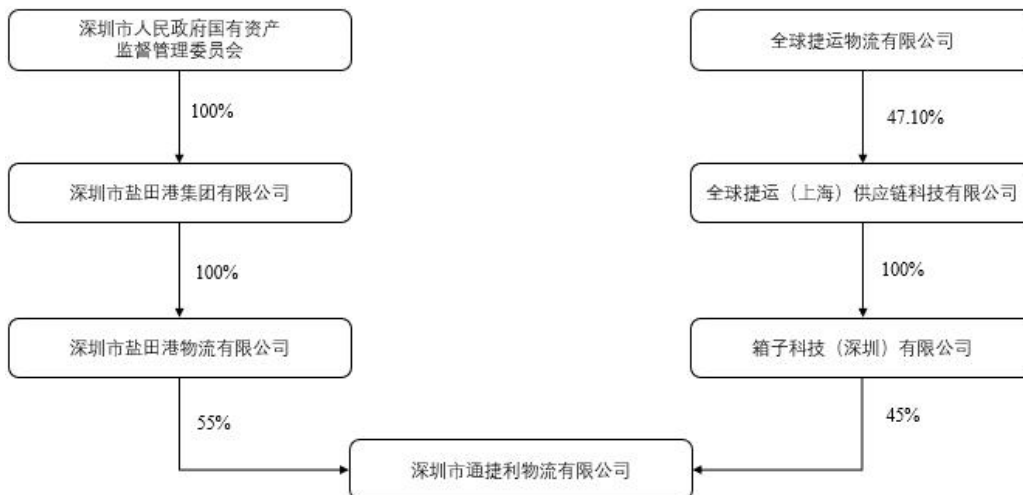 深圳市人民政府国有资产
监督管理委员会
全球捷运物流有限公司
100%
47.10%
深圳市盐田港集团有限公司
全球捷运（上海）供应链科技有限公司
100%
100%
深圳市盐田港物流有限公司
箱子科技（深圳）有限公司
55%
45%
深圳市通捷利物流有限公司